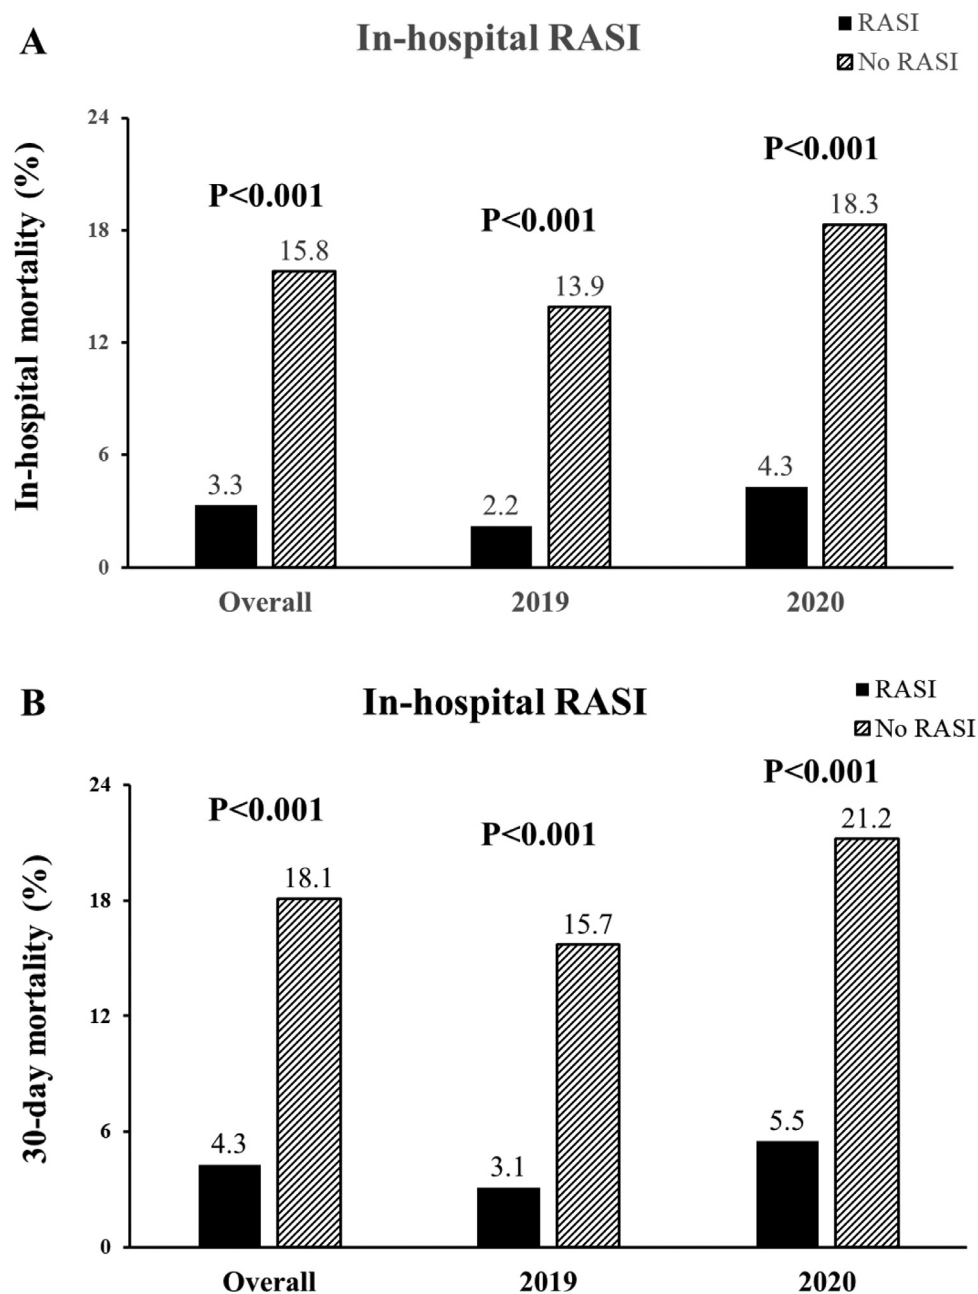 A
In-hospital RASI
RASI
No RASI
In-hospital mortality (%)
24
18
12
6
0
P<0.001
P<0.001
P<0.001
15.8
13.9
18.3
3.3
2.2
4.3
Overall
2019
2020
B
In-hospital RASI
RASI
No RASI
30-day mortality (%)
24
18
12
6
0
P<0.001
P<0.001
P<0.001
18.1
15.7
21.2
4.3
3.1
5.5
Overall
2019
2020